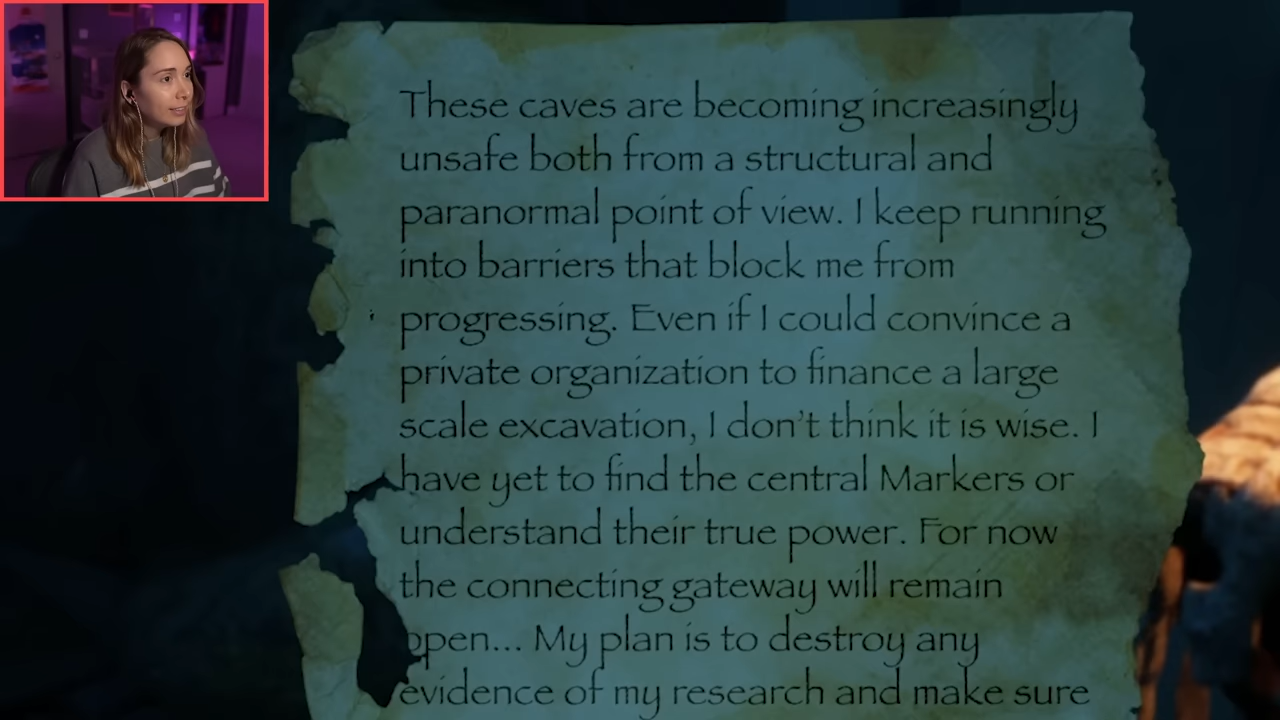 These caves are becoming increasingly
unsafe both from a structural and
paranormal point of view. I keep running
into barriers that block me from
progressing. Even if I could convince a
private organization to finance a large
scale excavation, I don't think it is wise. I
have yet to find the central Markers or
understand their true power. For now
the connecting gateway will remain
open... My plan is to destroy any
evidence of my research and make sure